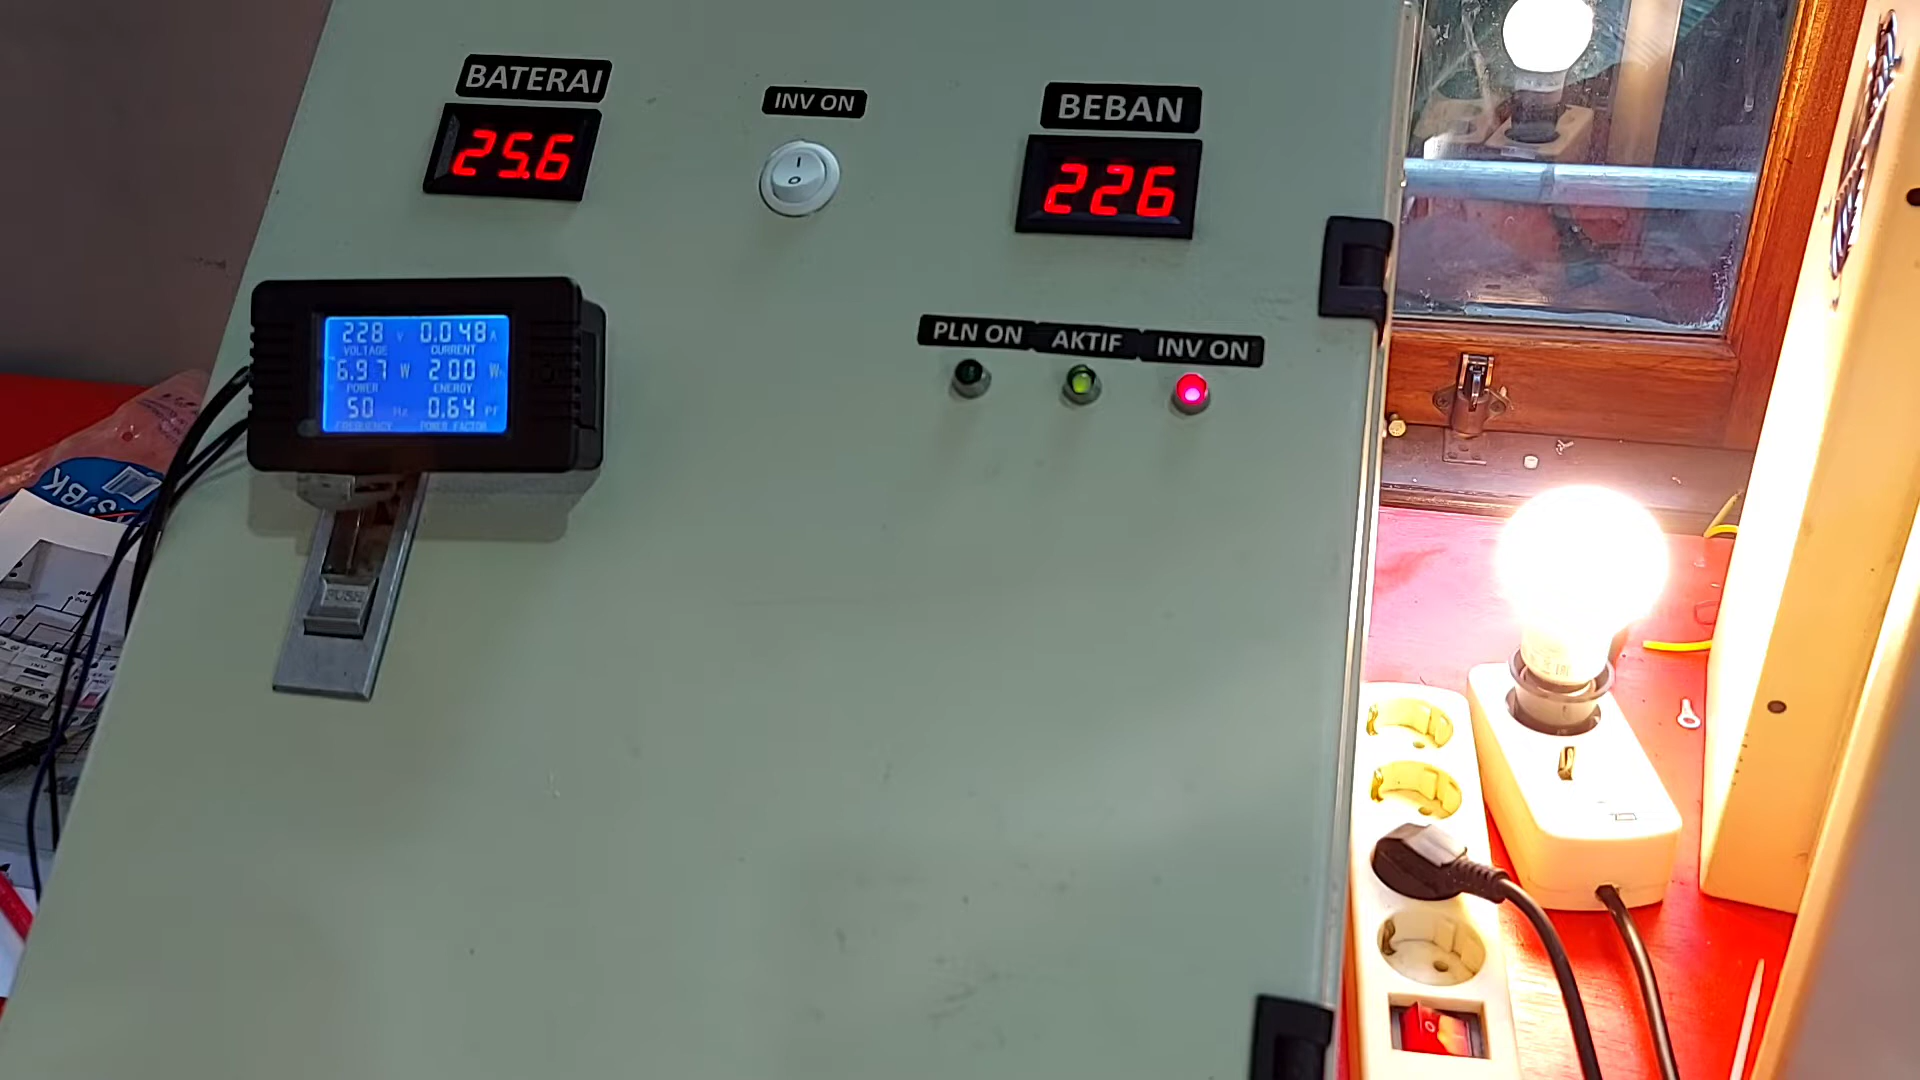 BATERAI
25.6
INV ON
I
O
BEBAN
226
228 V 0.048 A
VOLTAGE CURRENT
6.97 W 200 W
POWER ENERGY
50 Hz 0.64 PF
FREQUENCY POWER FACTOR
PLN ON
AKTIF
INV ON
PUSH